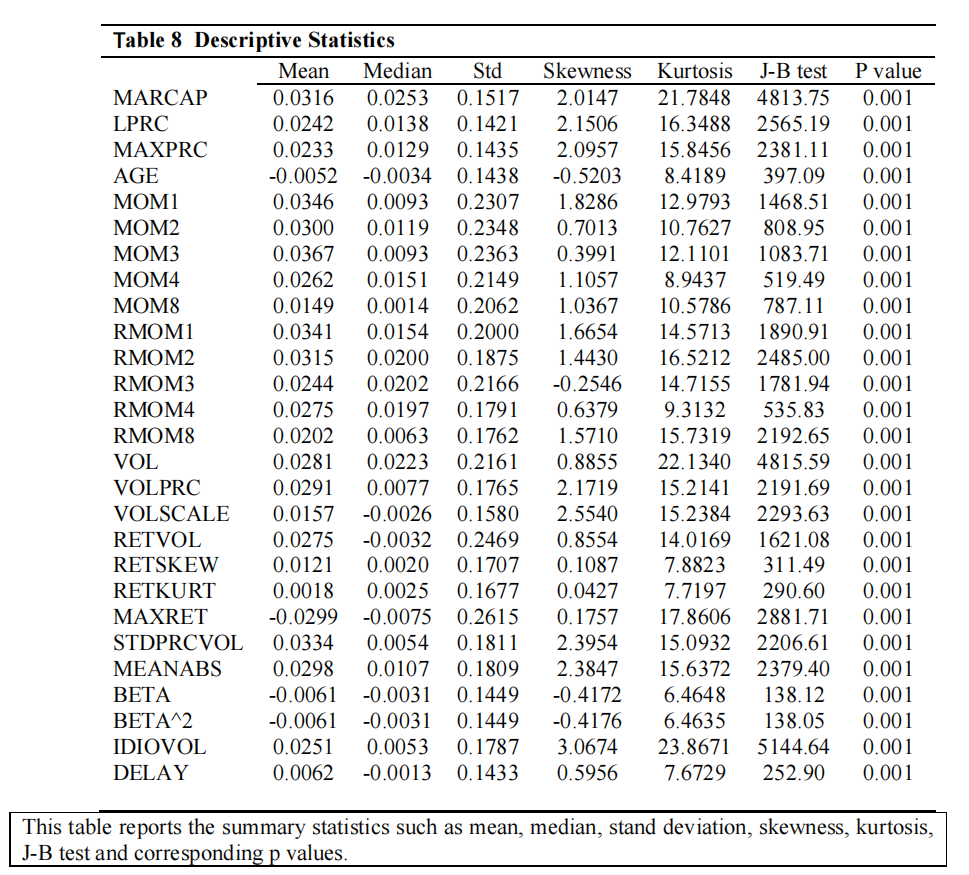 Table 8 Descriptive Statistics
Mean Median Std Skewness Kurtosis J-B test P value
MARCAP 0.0316 0.0253 0.1517 2.0147 21.7848 4813.75 0.001
LPRC 0.0242 0.0138 0.1421 2.1506 16.3488 2565.19 0.001
MAXPRC 0.0233 0.0129 0.1435 2.0957 15.8456 2381.11 0.001
AGE -0.0052 -0.0034 0.1438 -0.5203 8.4189 397.09 0.001
MOM1 0.0346 0.0093 0.2307 1.8286 12.9793 1468.51 0.001
MOM2 0.0300 0.0119 0.2348 0.7013 10.7627 808.95 0.001
MOM3 0.0367 0.0093 0.2363 0.3991 12.1101 1083.71 0.001
MOM4 0.0262 0.0151 0.2149 1.1057 8.9437 519.49 0.001
MOM8 0.0149 0.0014 0.2062 1.0367 10.5786 787.11 0.001
RMOM1 0.0341 0.0154 0.2000 1.6654 14.5713 1890.91 0.001
RMOM2 0.0315 0.0200 0.1875 1.4430 16.5212 2485.00 0.001
RMOM3 0.0244 0.0202 0.2166 -0.2546 14.7155 1781.94 0.001
RMOM4 0.0275 0.0197 0.1791 0.6379 9.3132 535.83 0.001
RMOM8 0.0202 0.0063 0.1762 1.5710 15.7319 2192.65 0.001
VOL 0.0281 0.0223 0.2161 0.8855 22.1340 4815.59 0.001
VOLPRC 0.0291 0.0077 0.1765 2.1719 15.2141 2191.69 0.001
VOLSCALE 0.0157 -0.0026 0.1580 2.5540 15.2384 2293.63 0.001
RETVOL 0.0275 -0.0032 0.2469 0.8554 14.0169 1621.08 0.001
RETSKEW 0.0121 0.0020 0.1707 0.1087 7.8823 311.49 0.001
RETKURT 0.0018 0.0025 0.1677 0.0427 7.7197 290.60 0.001
MAXRET -0.0299 -0.0075 0.2615 0.1757 17.8606 2881.71 0.001
STDPRCVOL 0.0334 0.0054 0.1811 2.3954 15.0932 2206.61 0.001
MEANABS 0.0298 0.0107 0.1809 2.3847 15.6372 2379.40 0.001
BETA -0.0061 -0.0031 0.1449 -0.4172 6.4648 138.12 0.001
BETA^2 -0.0061 -0.0031 0.1449 -0.4176 6.4635 138.05 0.001
IDIOVOL 0.0251 0.0053 0.1787 3.0674 23.8671 5144.64 0.001
DELAY 0.0062 -0.0013 0.1433 0.5956 7.6729 252.90 0.001
This table reports the summary statistics such as mean, median, stand deviation, skewness, kurtosis,
J-B test and corresponding p values.